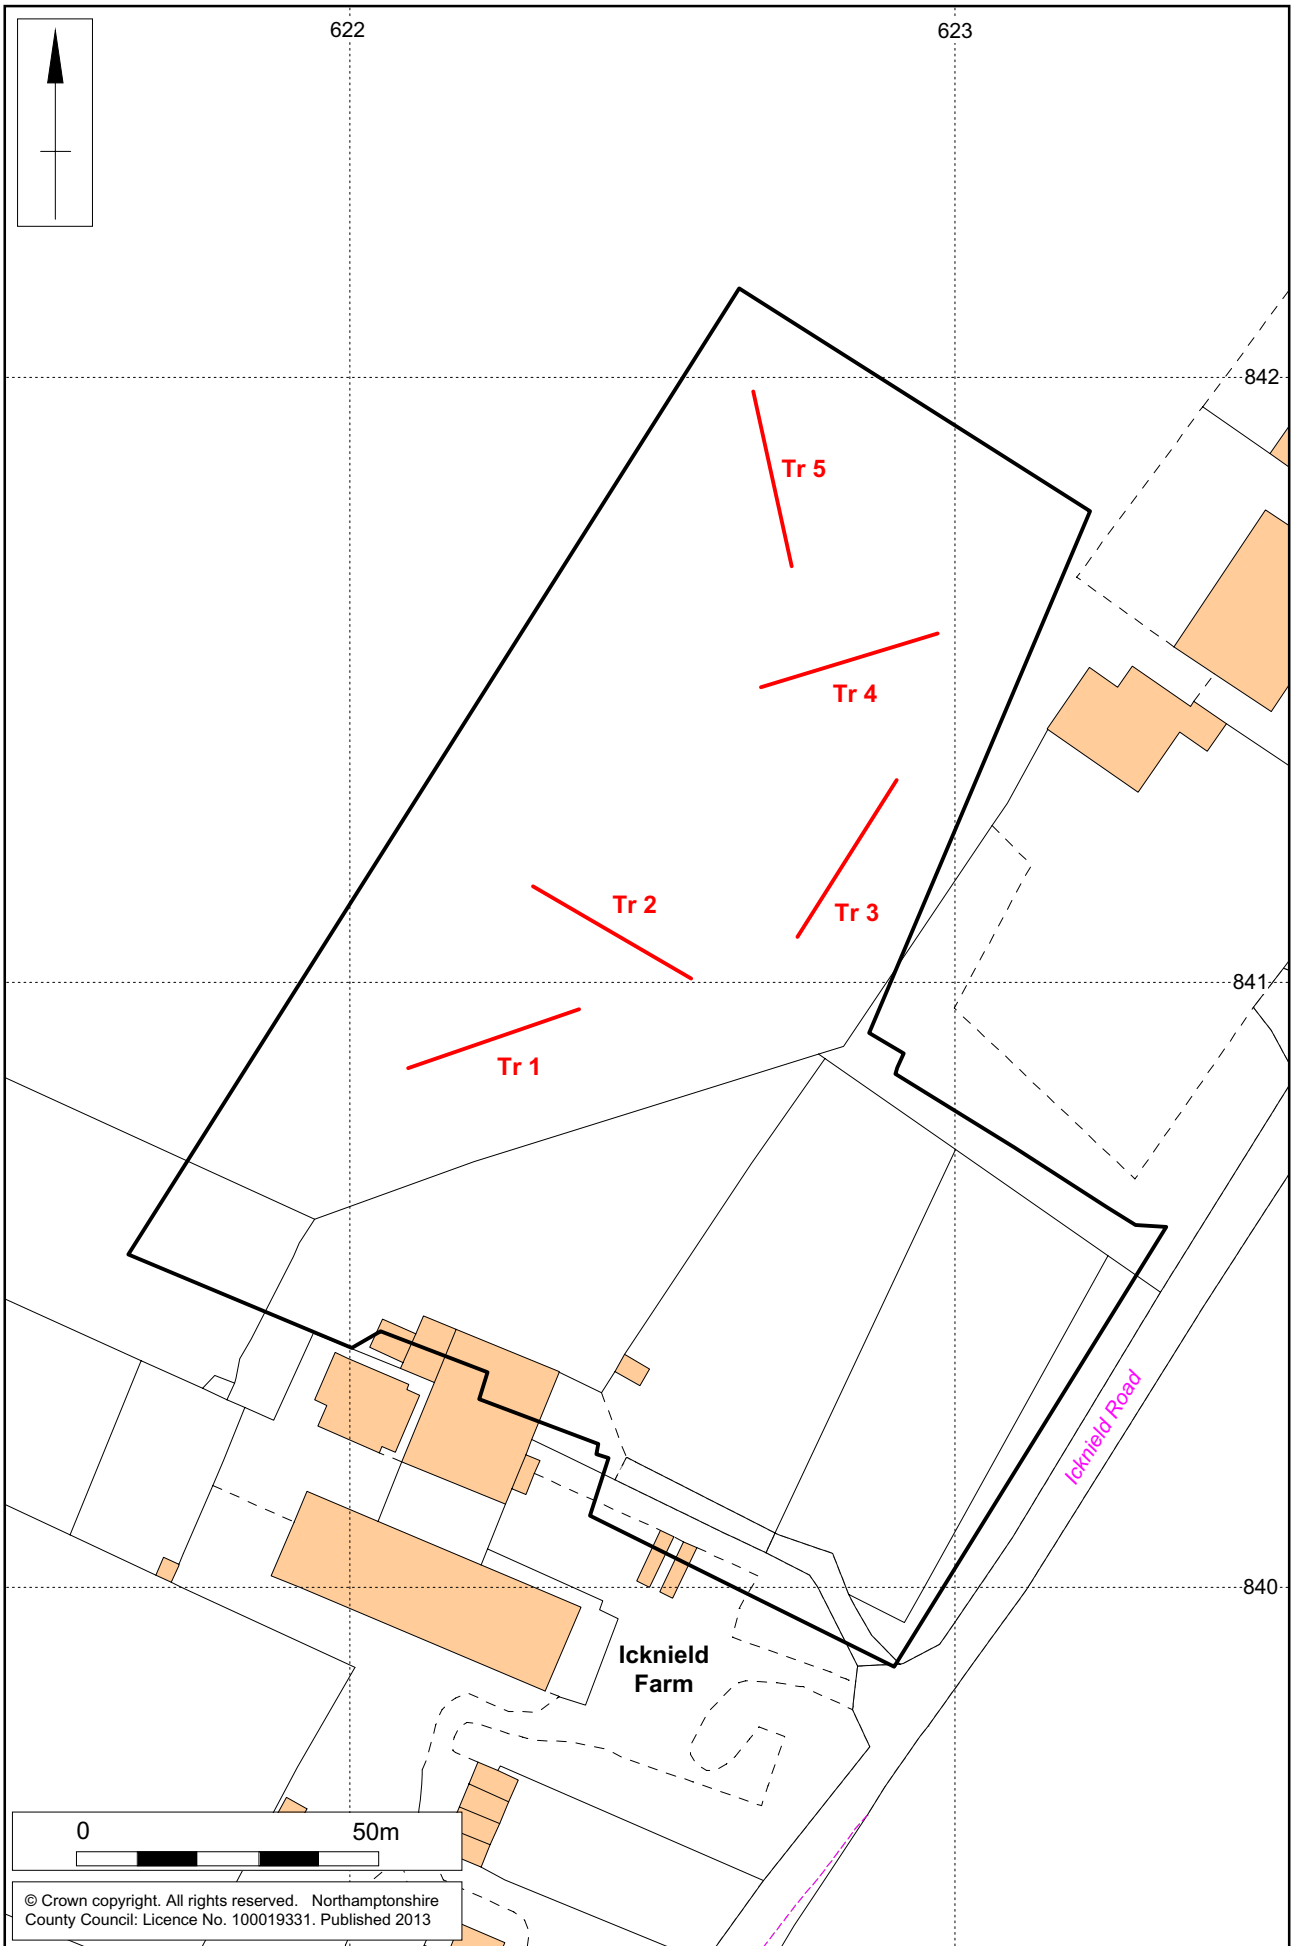 622
623
842
Tr 5
Tr 4
Tr 2
Tr 3
841
Tr 1
Icknield Road
840
Icknield
Farm
0 50m
© Crown copyright. All rights reserved. Northamptonshire
County Council: Licence No. 100019331. Published 2013